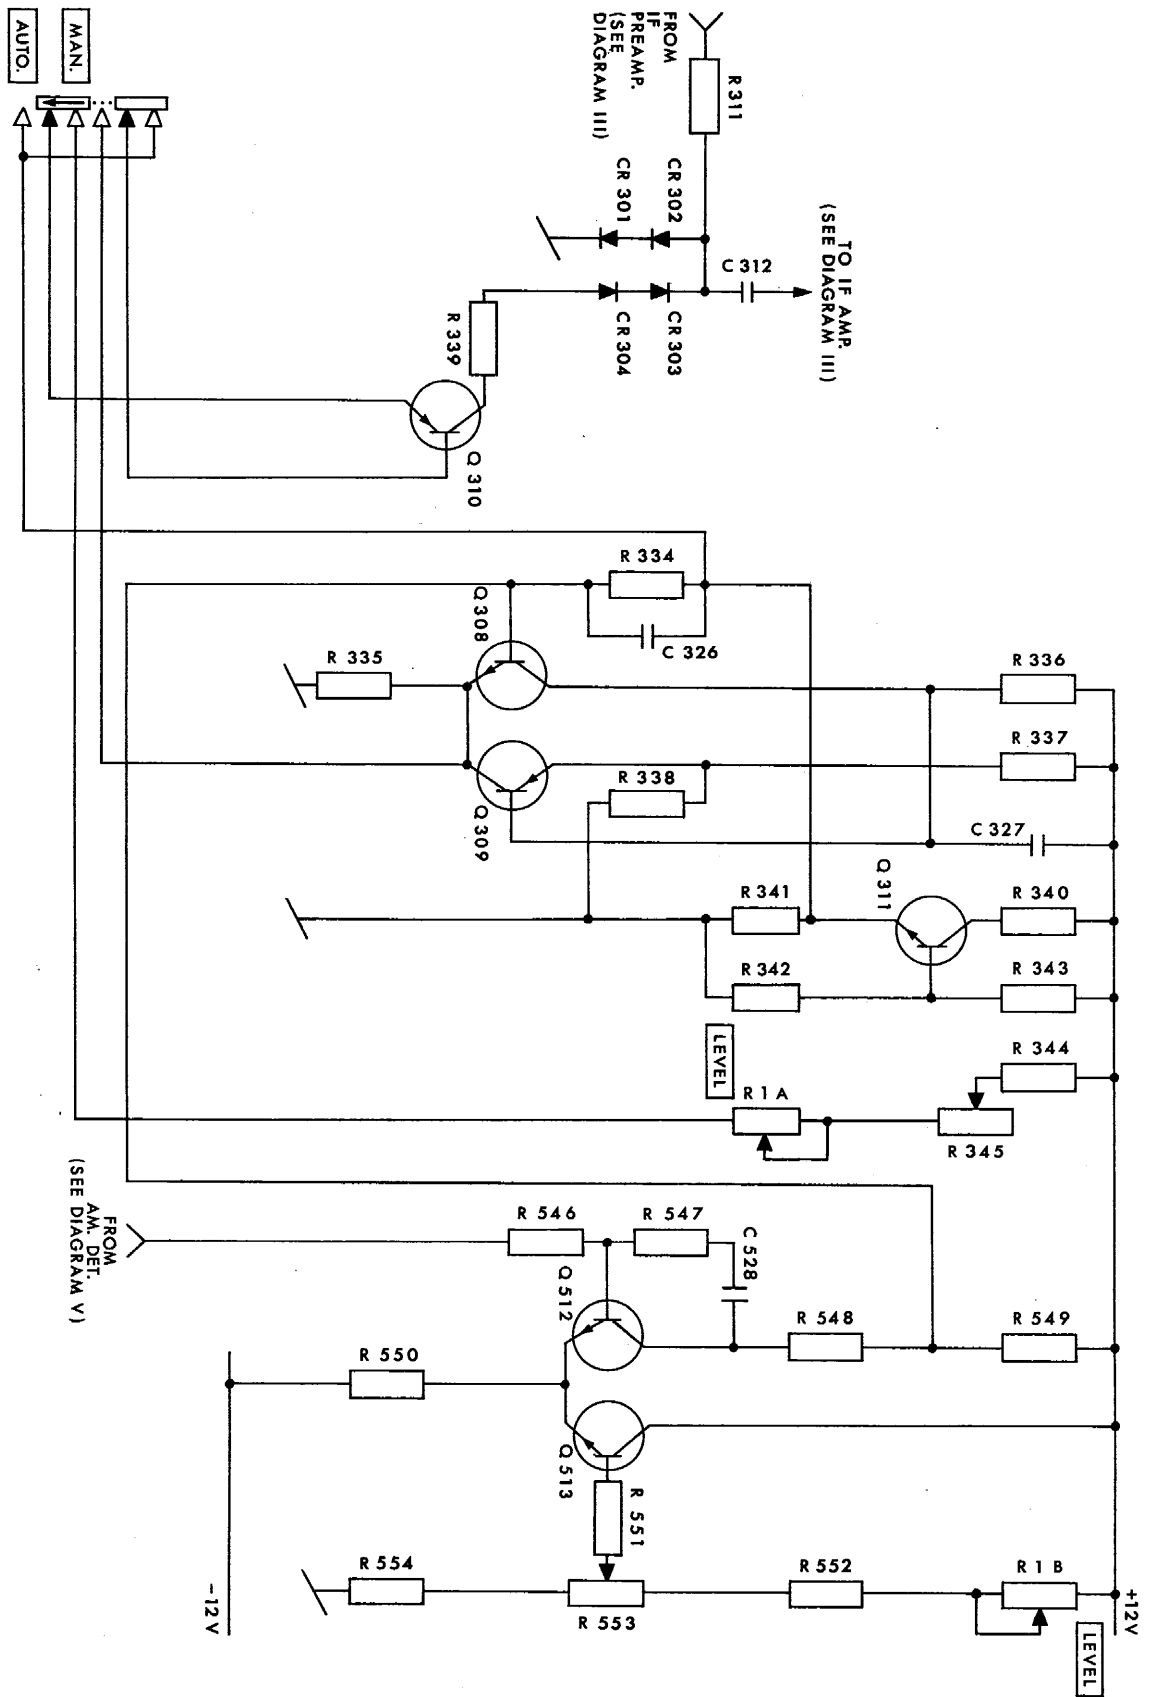 AUTO.
MAN.
FROM
IF
PREAMP.
(SEE
DIAGRAM III)
R 311
CR 302
CR 301
TO IF AMP.
(SEE DIAGRAM III)
C 312
CR 303
CR 304
R 339
Q 310
R 334
C 326
Q 308
R 335
R 336
R 337
R 338
Q 309
C 327
Q 311
R 341
R 340
R 342
R 343
LEVEL
R 344
R 1 A
R 345
FROM
AM. DET.
(SEE DIAGRAM V)
R 546
R 547
C 528
Q 512
R 548
R 549
R 550
Q 513
R 551
R 554
R 553
R 552
R 1 B
-12 V
+12V
LEVEL